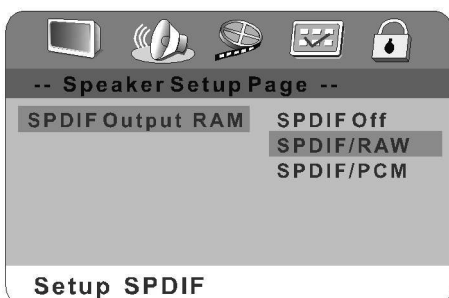 -- Speaker Setup Page --
SPDIF Output RAM
SPDIF Off
SPDIF/RAW
SPDIF/PCM
Setup SPDIF